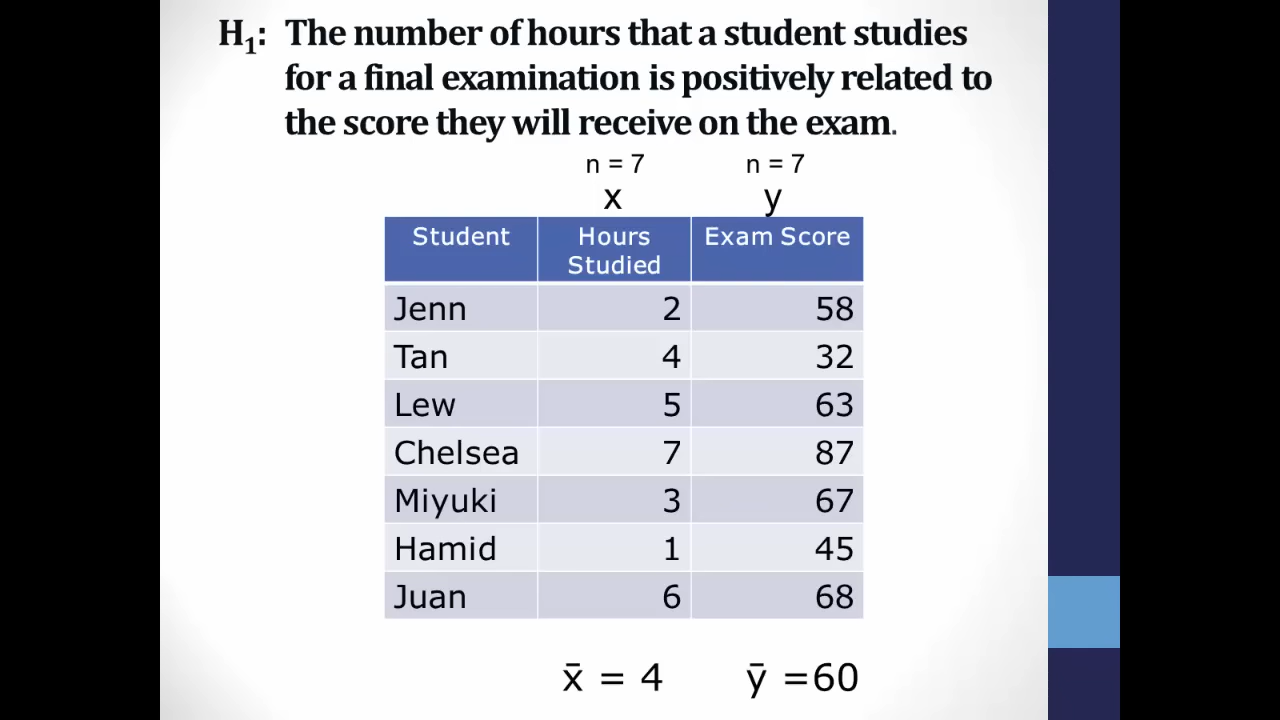 H₁: The number of hours that a student studies
for a final examination is positively related to
the score they will receive on the exam.
n = 7 n = 7
x y
Student Hours Studied Exam Score
Jenn 2 58
Tan 4 32
Lew 5 63
Chelsea 7 87
Miyuki 3 67
Hamid 1 45
Juan 6 68
x̄ = 4 ȳ =60